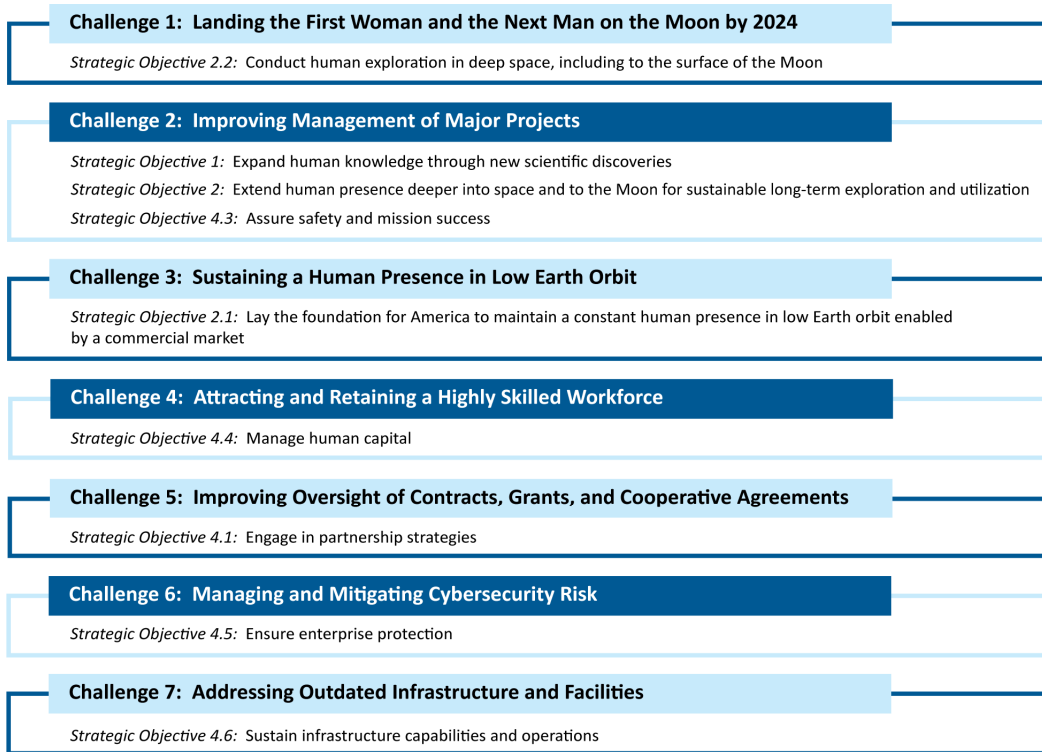 Challenge 1: Landing the First Woman and the Next Man on the Moon by 2024
Strategic Objective 2.2: Conduct human exploration in deep space, including to the surface of the Moon
Challenge 2: Improving Management of Major Projects
Strategic Objective 1: Expand human knowledge through new scientific discoveries
Strategic Objective 2: Extend human presence deeper into space and to the Moon for sustainable long-term exploration and utilization
Strategic Objective 4.3: Assure safety and mission success
Challenge 3: Sustaining a Human Presence in Low Earth Orbit
Strategic Objective 2.1: Lay the foundation for America to maintain a constant human presence in low Earth orbit enabled
by a commercial market
Challenge 4: Attracting and Retaining a Highly Skilled Workforce
Strategic Objective 4.4: Manage human capital
Challenge 5: Improving Oversight of Contracts, Grants, and Cooperative Agreements
Strategic Objective 4.1: Engage in partnership strategies
Challenge 6: Managing and Mitigating Cybersecurity Risk
Strategic Objective 4.5: Ensure enterprise protection
Challenge 7: Addressing Outdated Infrastructure and Facilities
Strategic Objective 4.6: Sustain infrastructure capabilities and operations